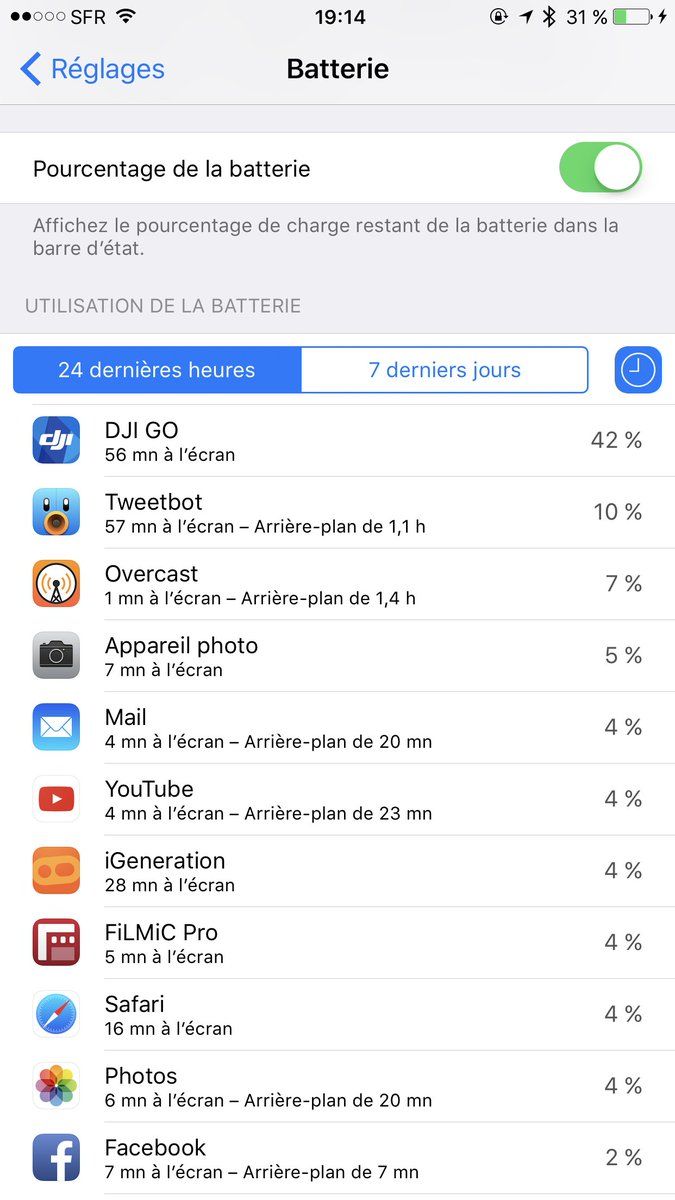 SFR 19:14 31 %
Réglages Batterie
Pourcentage de la batterie
Affichez le pourcentage de charge restant de la batterie dans la
barre d’état.
UTILISATION DE LA BATTERIE
24 dernières heures 7 derniers jours
dji
DJI GO
42 %
56 mn à l’écran
Tweetbot
10 %
57 mn à l’écran – Arrière-plan de 1,1 h
Overcast
7 %
1 mn à l’écran – Arrière-plan de 1,4 h
Appareil photo
5 %
7 mn à l’écran
Mail
4 %
4 mn à l’écran – Arrière-plan de 20 mn
YouTube
4 %
4 mn à l’écran – Arrière-plan de 23 mn
iGeneration
4 %
28 mn à l’écran
FiLMiC Pro
4 %
5 mn à l’écran
Safari
4 %
16 mn à l’écran
Photos
4 %
6 mn à l’écran – Arrière-plan de 20 mn
Facebook
2 %
7 mn à l’écran – Arrière-plan de 7 mn